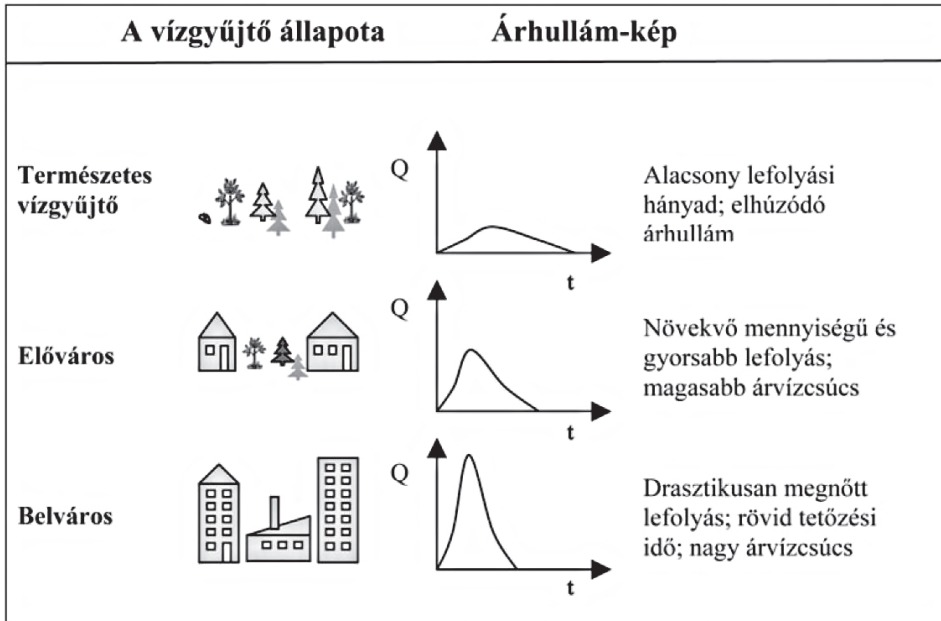 A vízgyűjtő állapota
Árhullám-kép
Természetes
vízgyűjtő
Q
t
Alacsony lefolyási
hányad; elhúzódó
árhullám
Előváros
Q
t
Növekvő mennyiségű és
gyorsabb lefolyás;
magasabb árvízcsúcs
Belváros
Q
t
Drasztikusan megnőtt
lefolyás; rövid tetőzési
idő; nagy árvízcsúcs